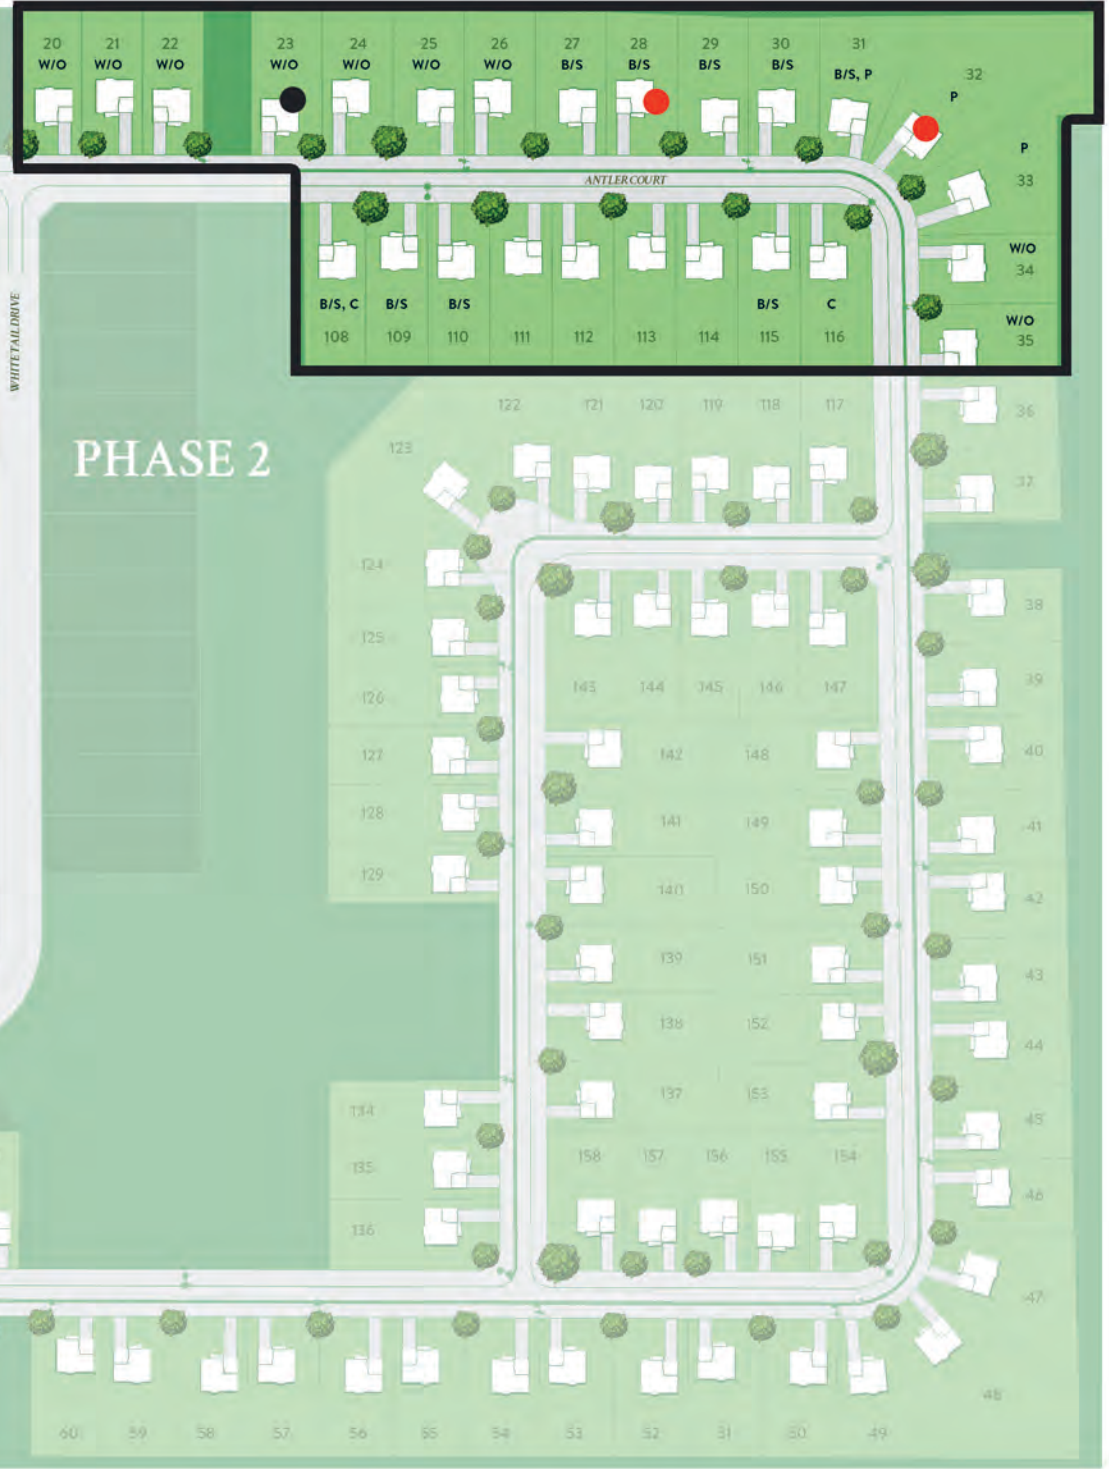 20 21 22 23 24 25 26 27 28 29 30 31
W/O W/O W/O W/O W/O W/O W/O B/S B/S B/S B/S B/S, P
32
P
P
33
ANTLER COURT
W/O
34
W/O
35
B/S, C B/S B/S B/S C
108 109 110 111 112 113 114 115 116
WHITETAIL DRIVE
122 121 120 119 118 117 36
123
PHASE 2
37
124
38
125
143 144 145 146 147 39
126
127 142 148 40
128 141 149 41
129 140 150 42
139 151 43
138 152 44
134 137 153 45
135 158 157 156 155 154
46
136
47
48
60 59 58 57 56 55 54 53 52 51 50 49